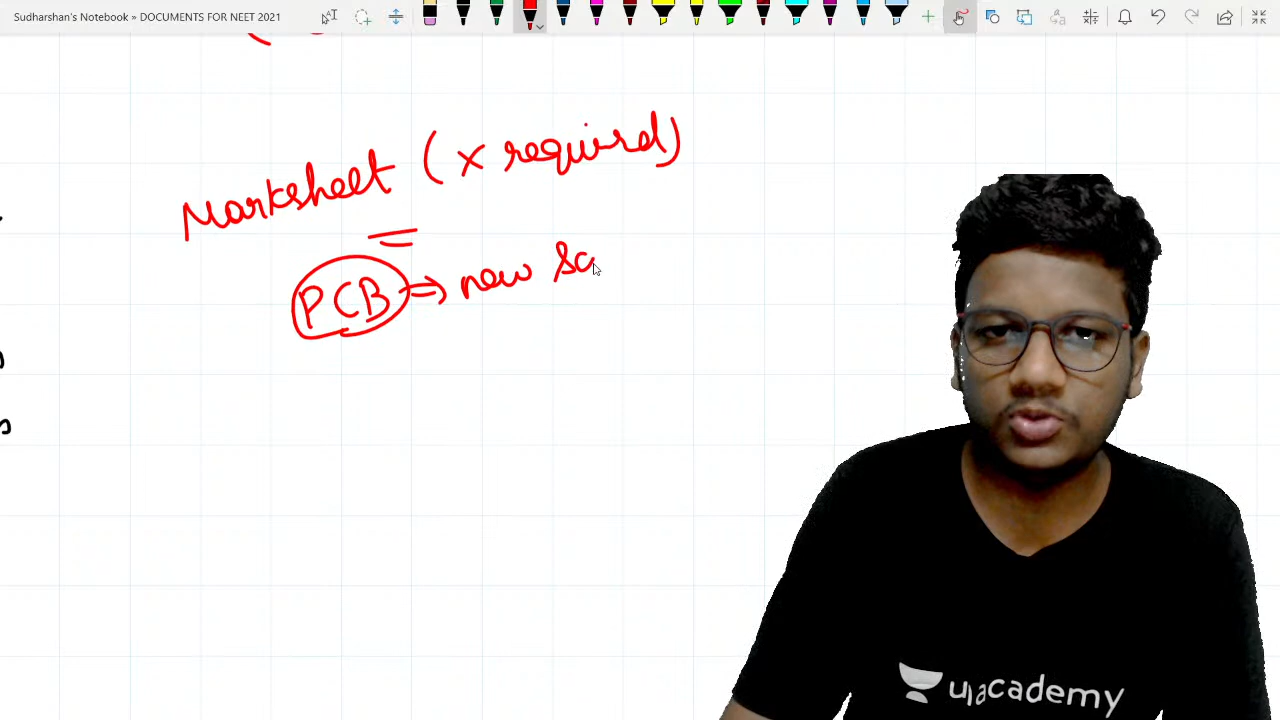 Sudharshan's Notebook » DOCUMENTS FOR NEET 2021
Marksheet (x required)
PCB ⇒ new Sc
unacademy